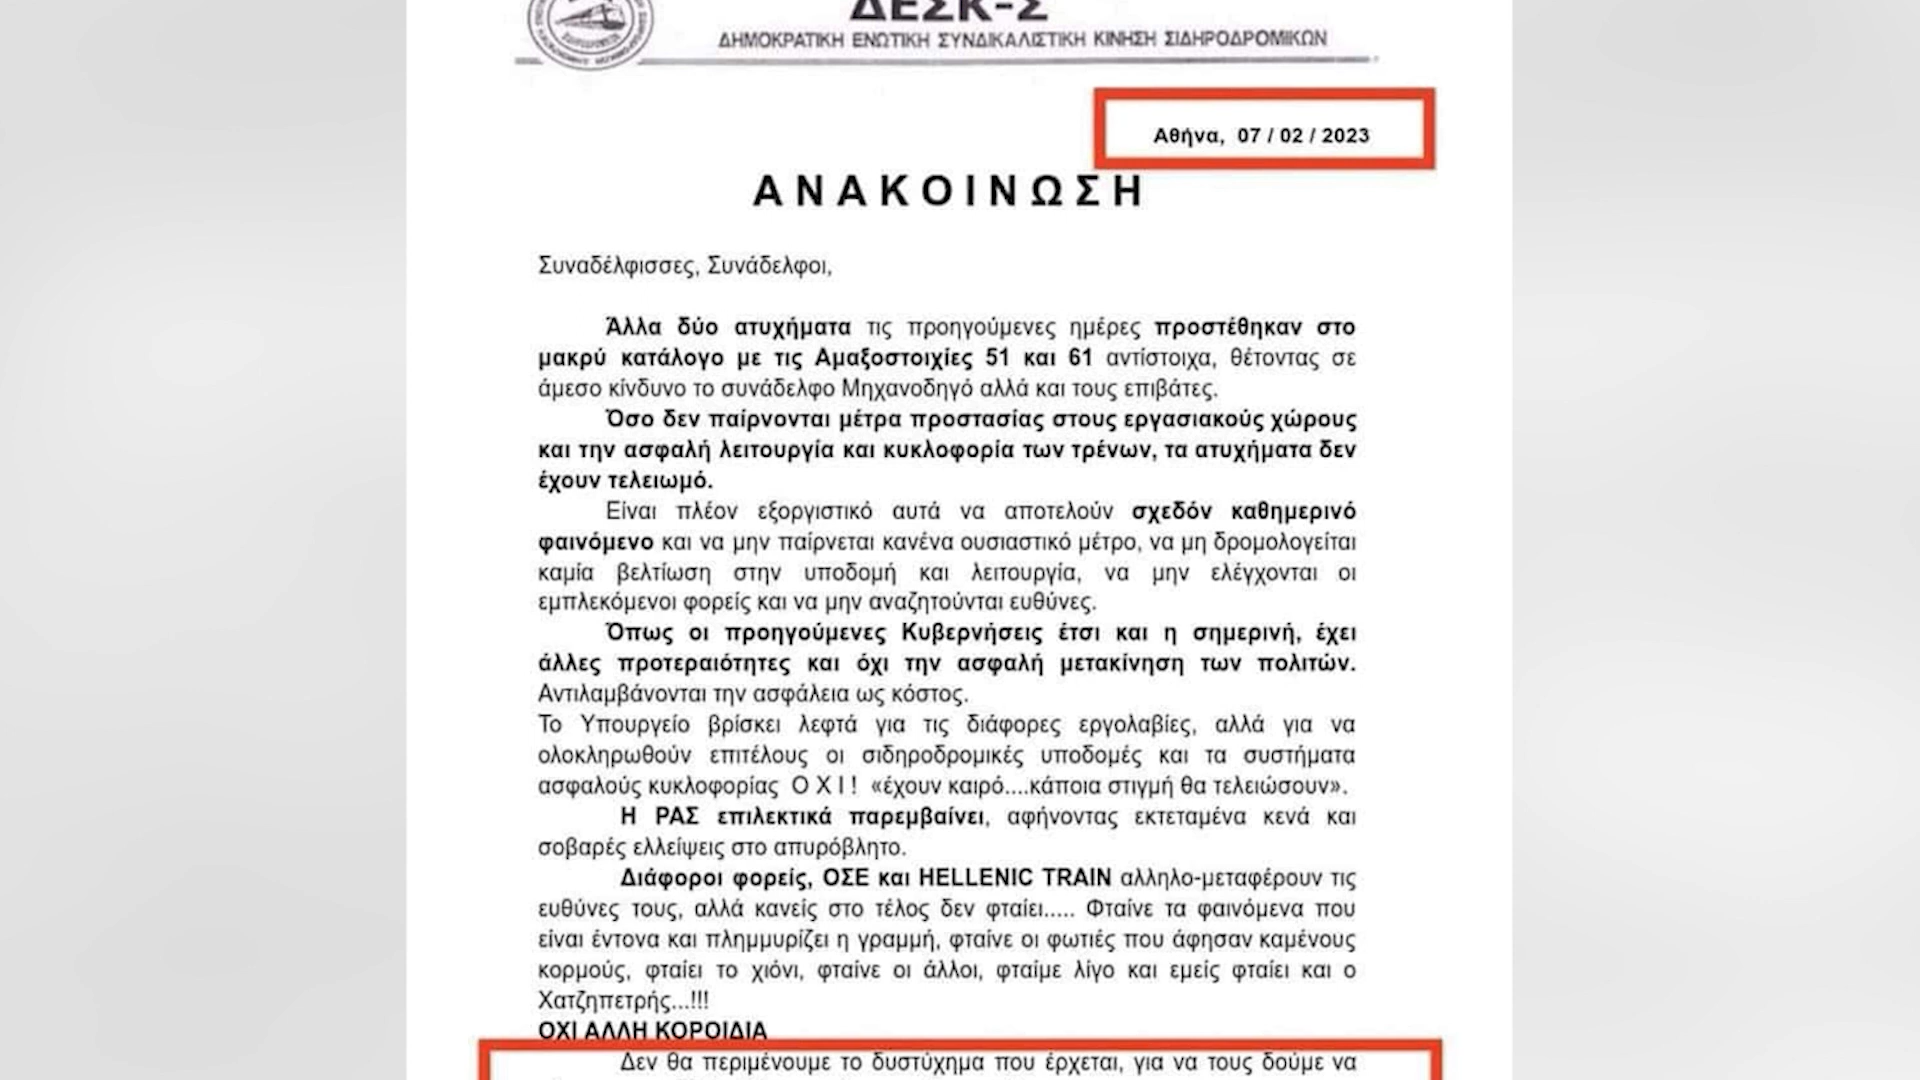 ΔΕΣΚ-Σ
ΔΗΜΟΚΡΑΤΙΚΗ ΕΝΩΤΙΚΗ ΣΥΝΔΙΚΑΛΙΣΤΙΚΗ ΚΙΝΗΣΗ ΣΙΔΗΡΟΔΡΟΜΙΚΩΝ
Αθήνα, 07 / 02 / 2023
ΑΝΑΚΟΙΝΩΣΗ
Συναδέλφισσες, Συνάδελφοι,
Άλλα δύο ατυχήματα τις προηγούμενες ημέρες προστέθηκαν στο
μακρύ κατάλογο με τις Αμαξοστοιχίες 51 και 61 αντίστοιχα, θέτοντας σε
άμεσο κίνδυνο το συνάδελφο Μηχανοδηγό αλλά και τους επιβάτες.
Όσο δεν παίρνονται μέτρα προστασίας στους εργασιακούς χώρους
και την ασφαλή λειτουργία και κυκλοφορία των τρένων, τα ατυχήματα δεν
έχουν τελειωμό.
Είναι πλέον εξοργιστικό αυτά να αποτελούν σχεδόν καθημερινό
φαινόμενο και να μην παίρνεται κανένα ουσιαστικό μέτρο, να μη δρομολογείται
καμία βελτίωση στην υποδομή και λειτουργία, να μην ελέγχονται οι
εμπλεκόμενοι φορείς και να μην αναζητούνται ευθύνες.
Όπως οι προηγούμενες Κυβερνήσεις έτσι και η σημερινή, έχει
άλλες προτεραιότητες και όχι την ασφαλή μετακίνηση των πολιτών.
Αντιλαμβάνονται την ασφάλεια ως κόστος.
Το Υπουργείο βρίσκει λεφτά για τις διάφορες εργολαβίες, αλλά για να
ολοκληρωθούν επιτέλους οι σιδηροδρομικές υποδομές και τα συστήματα
ασφαλούς κυκλοφορίας Ο Χ Ι ! «έχουν καιρό....κάποια στιγμή θα τελειώσουν».
Η ΡΑΣ επιλεκτικά παρεμβαίνει, αφήνοντας εκτεταμένα κενά και
σοβαρές ελλείψεις στο απυρόβλητο.
Διάφοροι φορείς, ΟΣΕ και HELLENIC TRAIN αλληλο-μεταφέρουν τις
ευθύνες τους, αλλά κανείς στο τέλος δεν φταίει..... Φταίνε τα φαινόμενα που
είναι έντονα και πλημμυρίζει η γραμμή, φταίνε οι φωτιές που άφησαν καμένους
κορμούς, φταίει το χιόνι, φταίνε οι άλλοι, φταίμε λίγο και εμείς φταίει και ο
Χατζηπετρής...!!!
ΟΧΙ ΑΛΛΗ ΚΟΡΟΙΔΙΑ
Δεν θα περιμένουμε το δυστύχημα που έρχεται, για να τους δούμε να